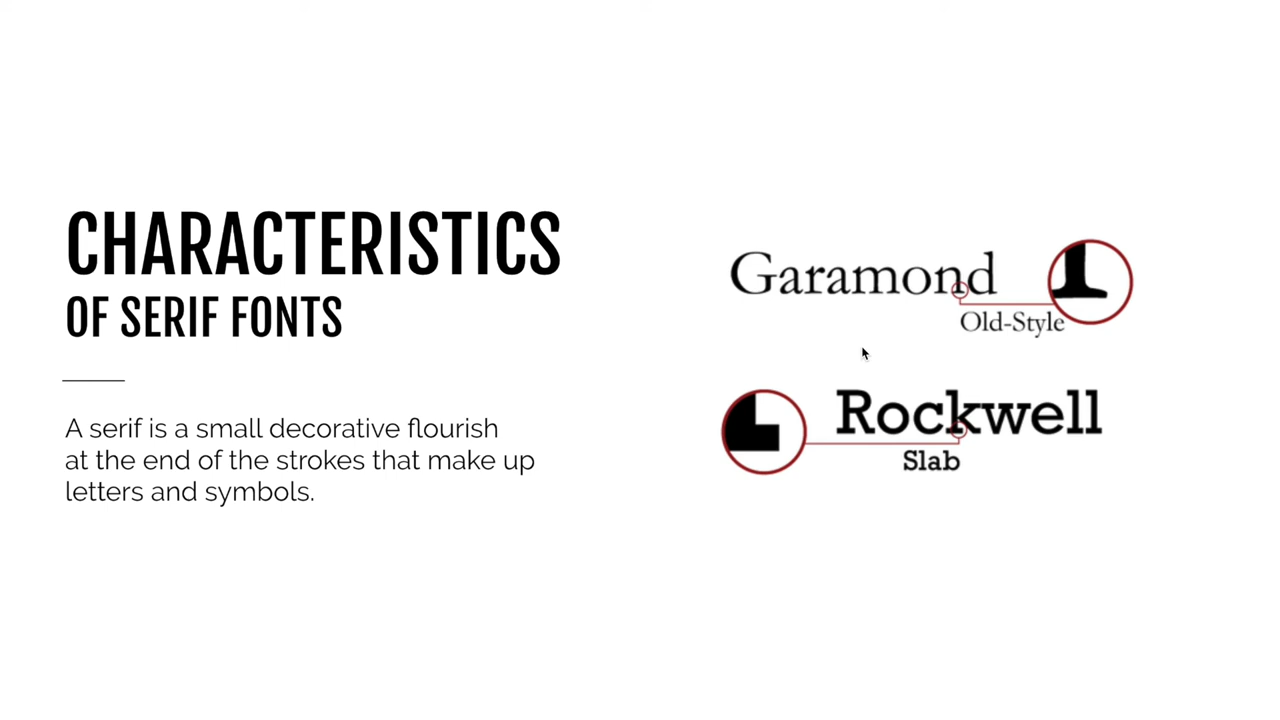 CHARACTERISTICS
OF SERIF FONTS
A serif is a small decorative flourish
at the end of the strokes that make up
letters and symbols.
Garamond
Old-Style
Rockwell
Slab